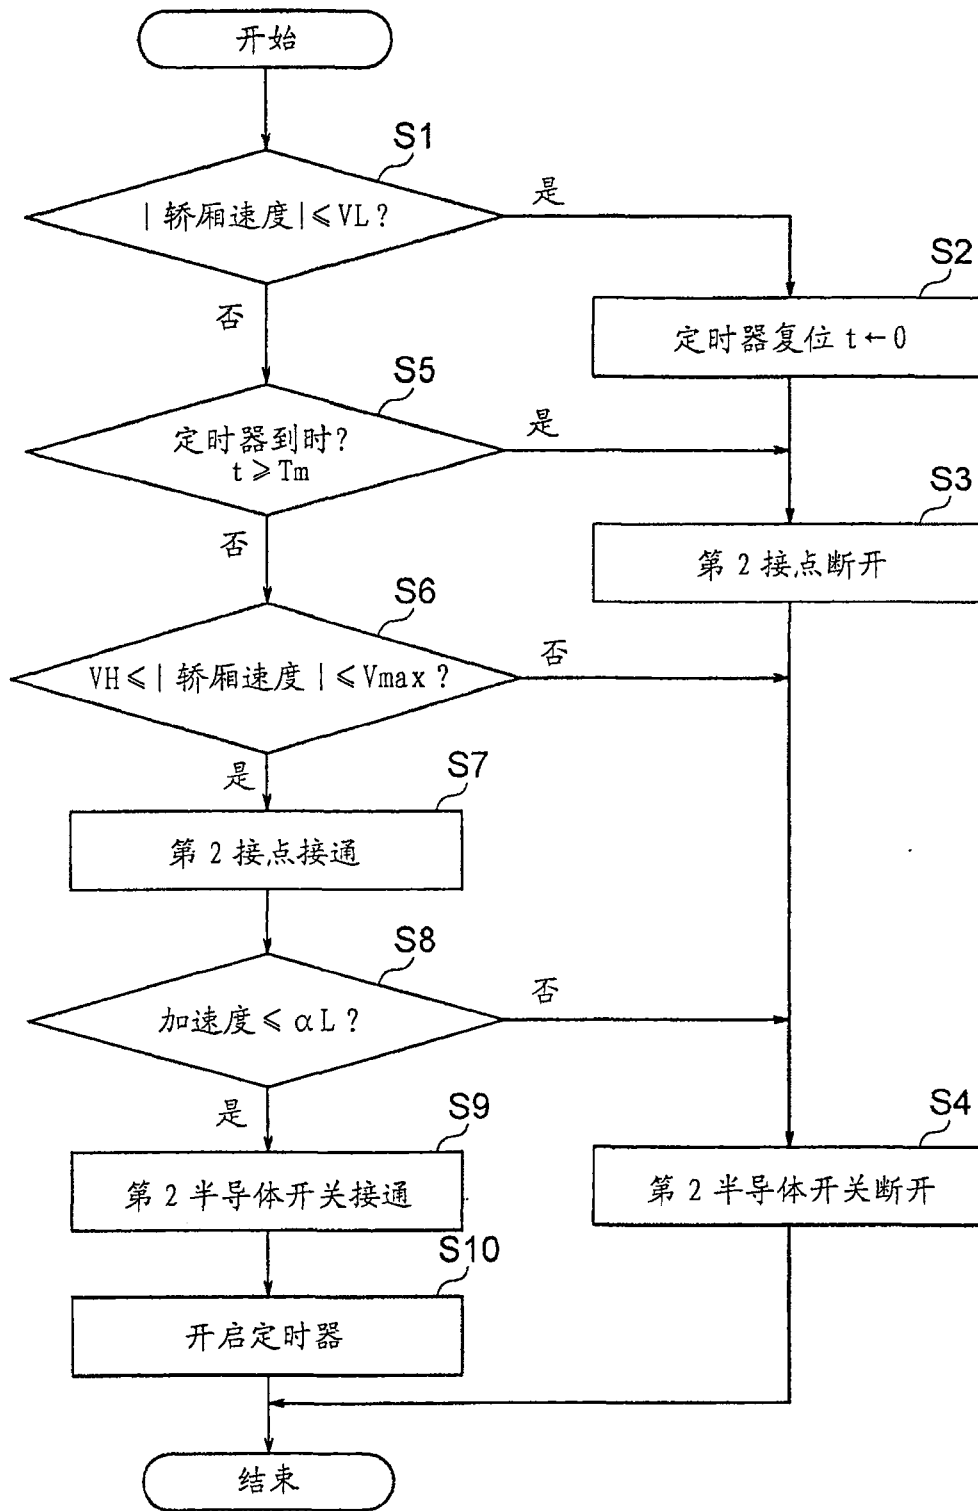 开始
S1
|轿厢速度|≤VL?
是
否
S2
定时器复位 t←0
S5
定时器到时?
t≥Tm
是
否
S3
第2接点断开
S6
VH≤|轿厢速度|≤Vmax?
否
是
S7
第2接点接通
S8
加速度≤αL?
否
是
S9
第2半导体开关接通
S4
第2半导体开关断开
S10
开启定时器
结束